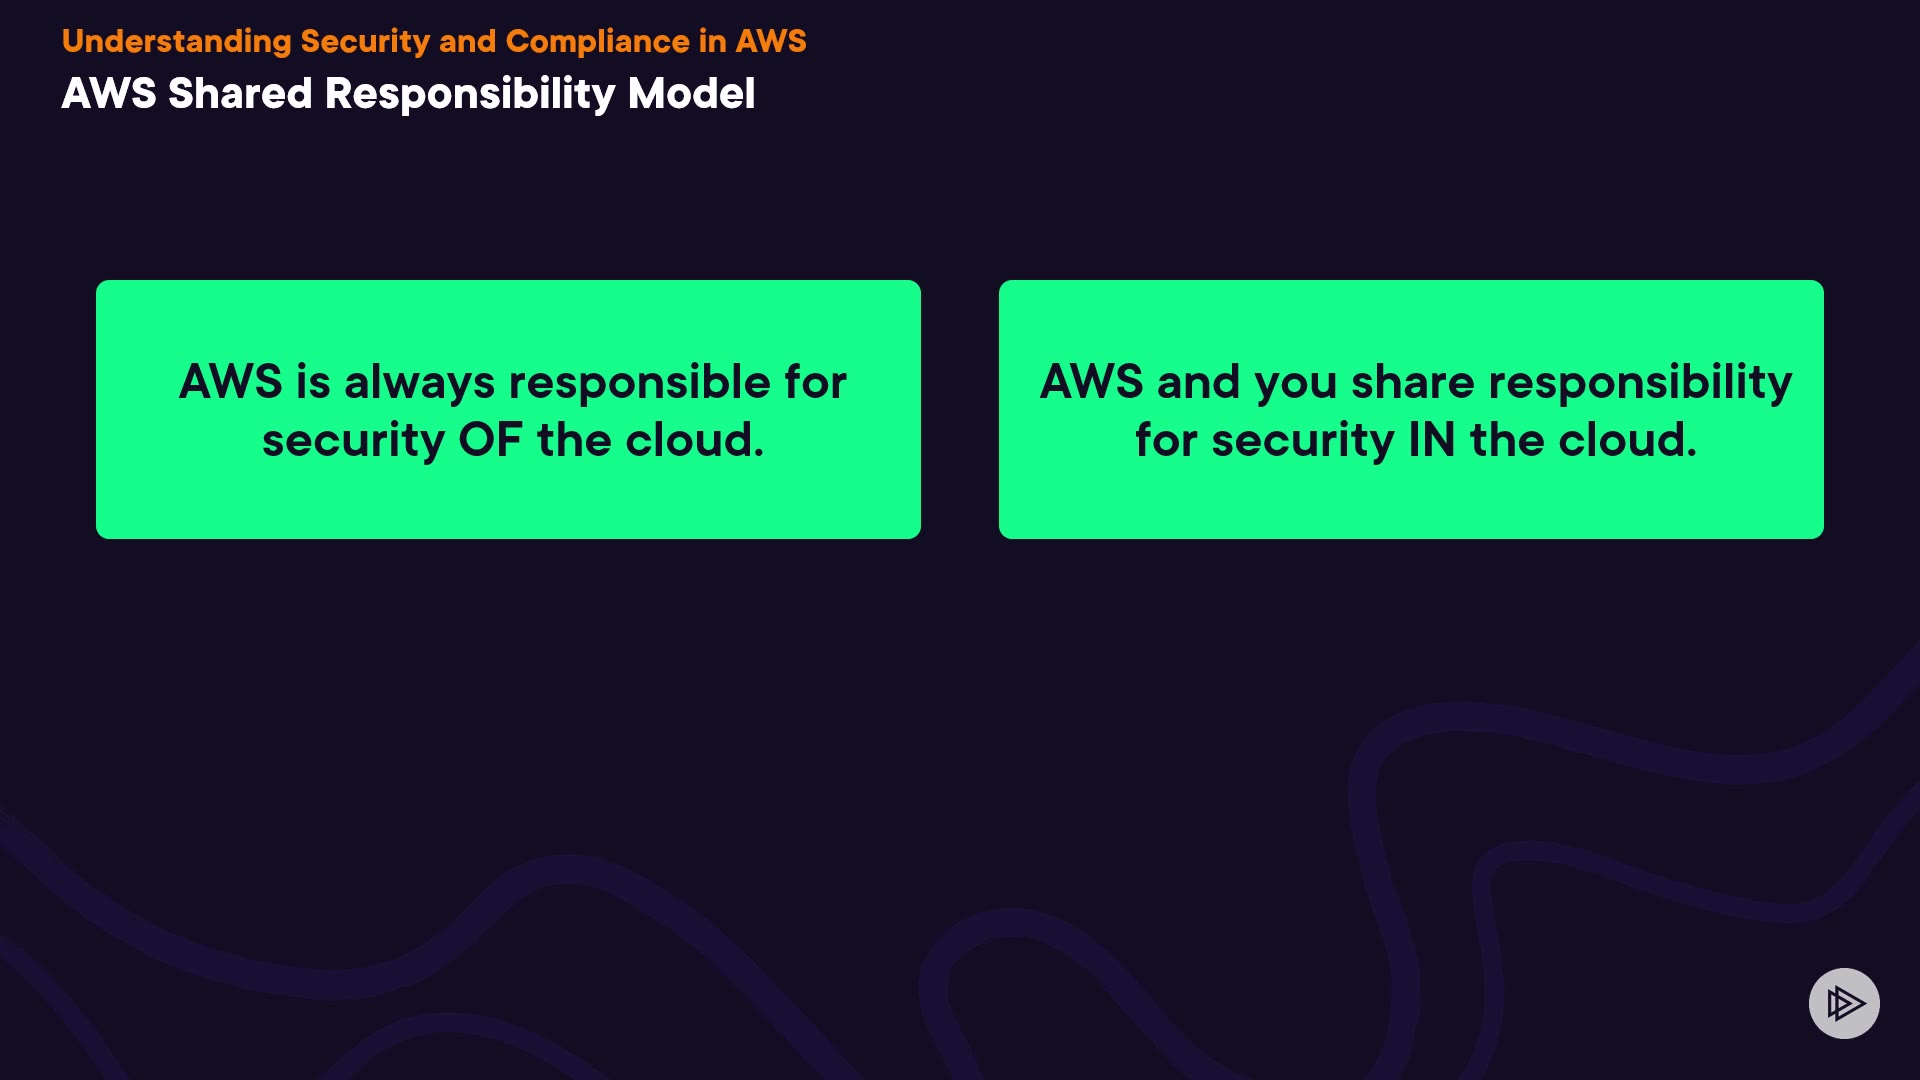 Understanding Security and Compliance in AWS
AWS Shared Responsibility Model
AWS is always responsible for
security OF the cloud.
AWS and you share responsibility
for security IN the cloud.